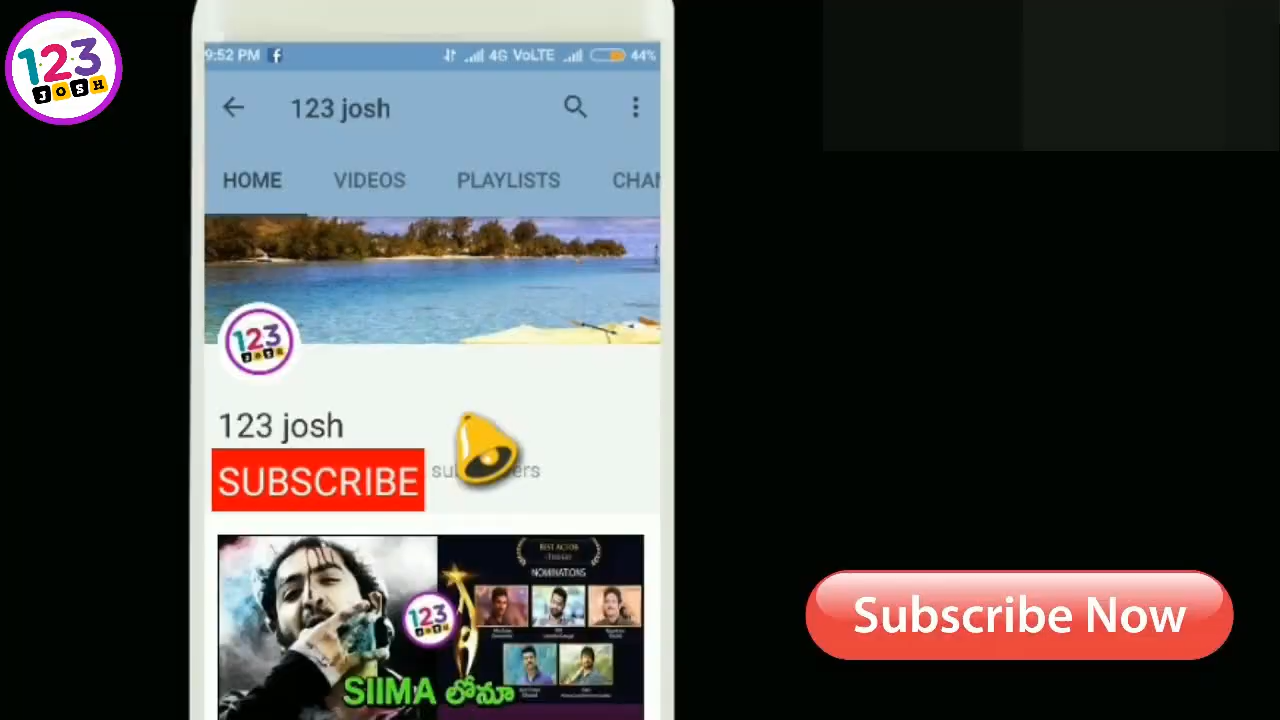 123
JOSH
9:52 PM
4G VoLTE
44%
123 josh
HOME VIDEOS PLAYLISTS CHAN
123
JOSH
123 josh
SUBSCRIBE
BEST ACTOR
NOMINATIONS
123
JOSH
SIIMA లోనూ
Subscribe Now